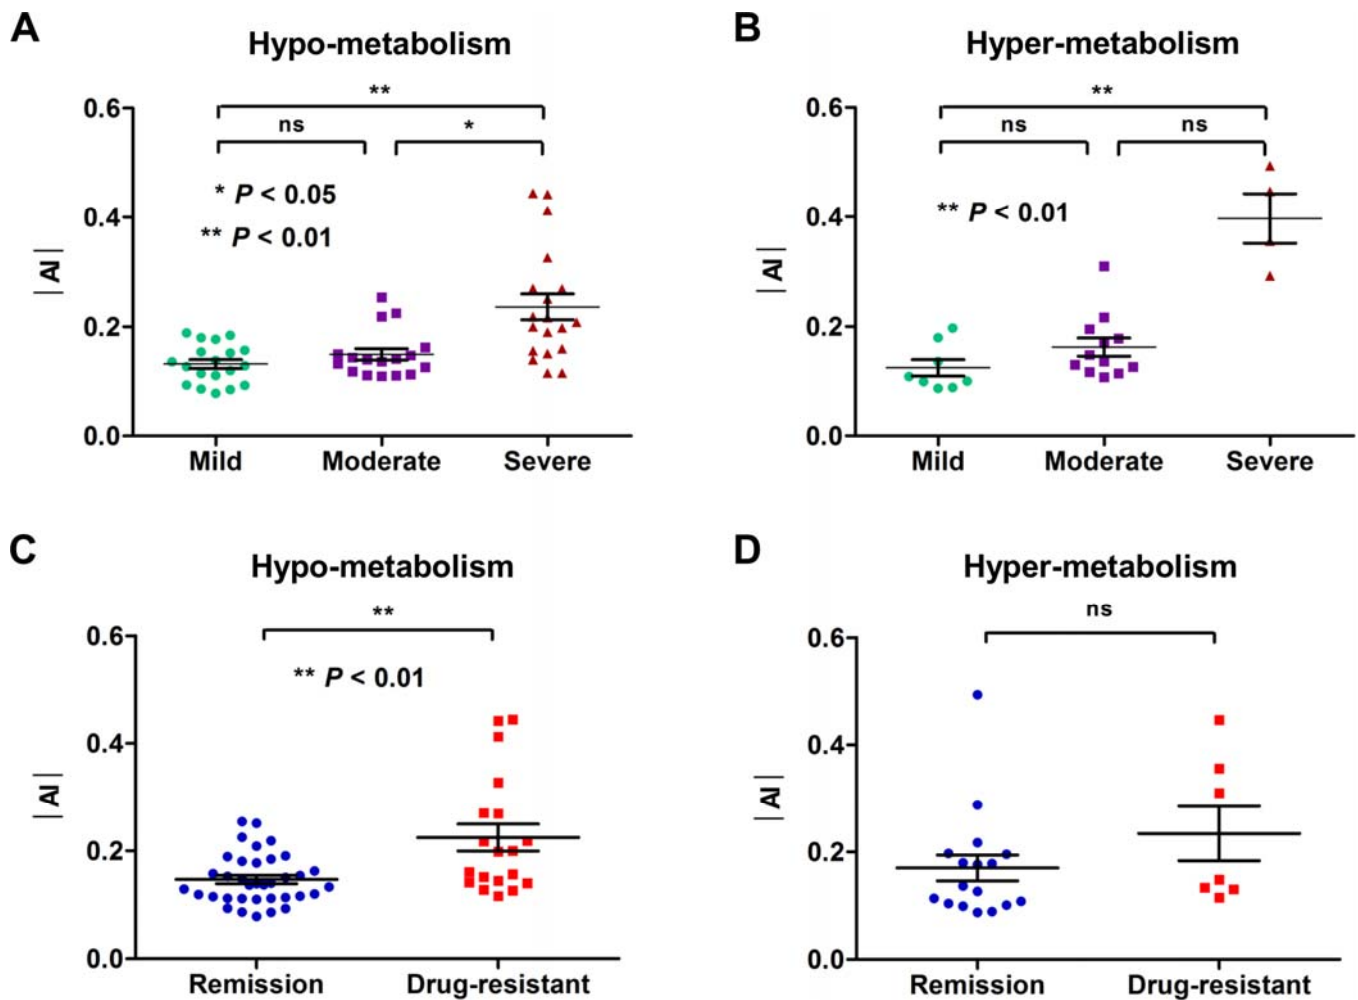 A
Hypo-metabolism
**
ns
*
* P < 0.05
** P < 0.01
| AI |
0.6
0.4
0.2
0.0
Mild Moderate Severe
B
Hyper-metabolism
**
ns
ns
** P < 0.01
| AI |
0.6
0.4
0.2
0.0
Mild Moderate Severe
C
Hypo-metabolism
**
** P < 0.01
| AI |
0.6
0.4
0.2
0.0
Remission Drug-resistant
D
Hyper-metabolism
ns
| AI |
0.6
0.4
0.2
0.0
Remission Drug-resistant